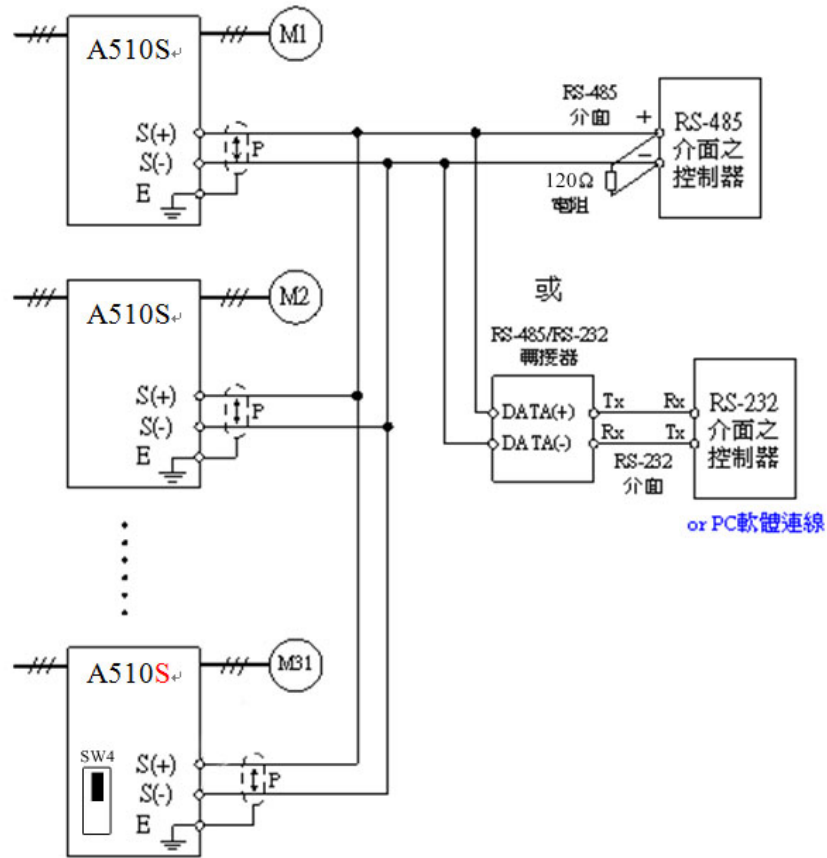 A510S
M1
S(+)
S(-)
E
P
RS-485
介面
+
−
120Ω
電阻
RS-485
介面之
控制器
或
A510S
M2
S(+)
S(-)
E
P
RS-485/RS-232
轉接器
DATA(+)
DATA(-)
Tx
Rx
Rx
Tx
RS-232
介面
RS-232
介面之
控制器
or PC軟體連線
A510S
M31
SW4
S(+)
S(-)
E
P